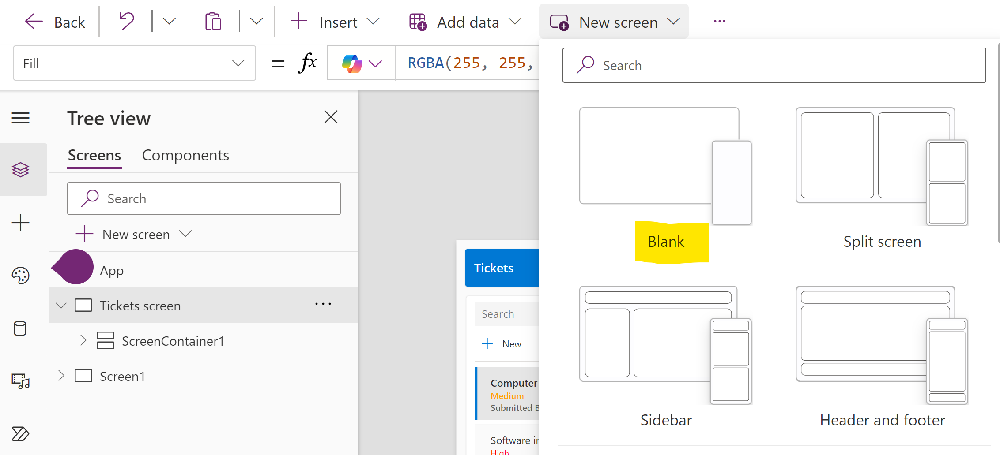 Back
Insert
Add data
New screen
Fill
= fx
RGBA(255, 255,
Search
Tree view
Screens
Components
Search
New screen
App
Tickets screen
ScreenContainer1
Screen1
Tickets
Search
New
Computer
Medium
Submitted B
Software in
High
Blank
Split screen
Sidebar
Header and footer